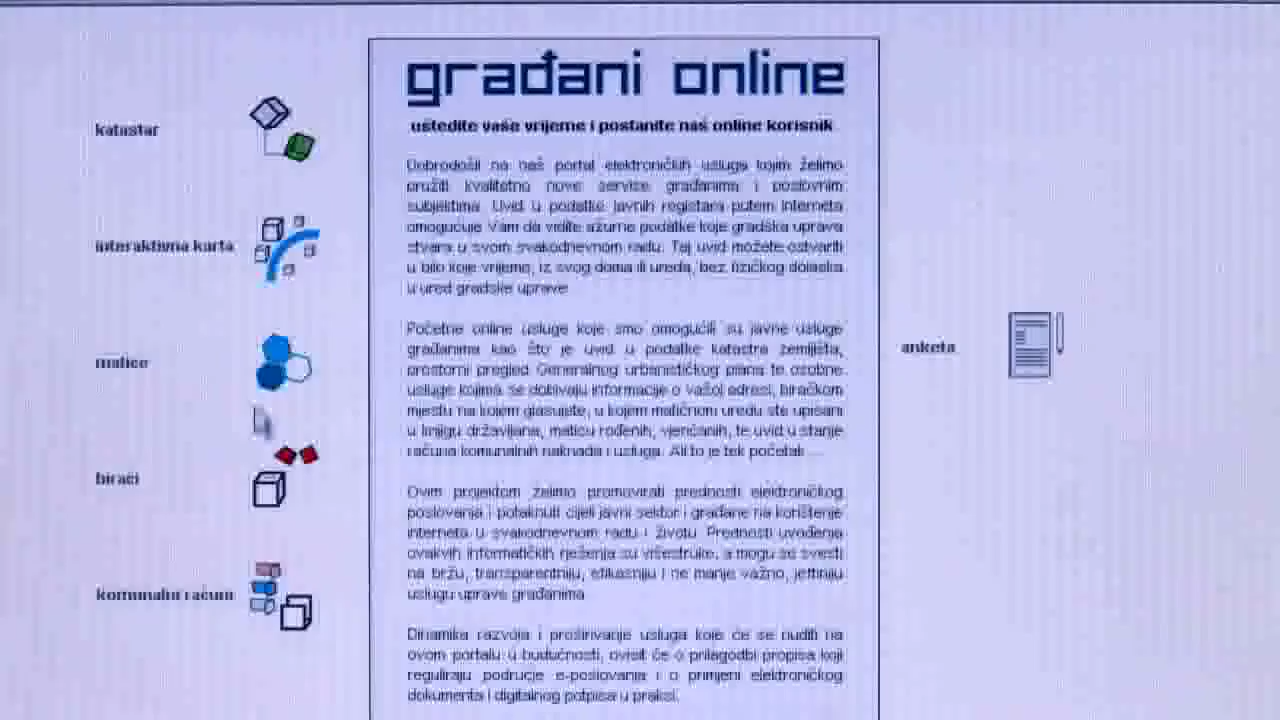 građani online
uštedite vaše vrijeme i postanite naš online korisnik
katastar
interaktivna karta
matice
birači
komunalni računi
Dobrodošli na naš portal elektroničkih usluga kojim želimo
pružiti kvalitetno nove servise građanima i poslovnim
subjektima. Uvid u podatke javnih registara putem Interneta
omogućuje Vam da vidite ažurne podatke koje gradska uprava
stvara u svom svakodnevnom radu. Taj uvid možete ostvariti
u bilo koje vrijeme, iz svog doma ili ureda, bez fizičkog dolaska
u ured gradske uprave.
Početne online usluge koje smo omogućili su javne usluge
građanima kao što je uvid u podatke katastra zemljišta,
prostorni pregled Generalnog urbanističkog plana te osobne
usluge kojima se dobivaju informacije o vašoj adresi, biračkom
mjestu na kojem glasujete, u kojem matičnom uredu ste upisani
u knjigu državljana, maticu rođenih, vjenčanih, te uvid u stanje
računa komunalnih naknada i usluga. Ali to je tek početak ...
Ovim projektom želimo promovirati prednosti elektroničkog
poslovanja i potaknuti cijeli javni sektor i građane na korištenje
interneta u svakodnevnom radu i životu. Prednosti uvođenja
ovakvih informatičkih rješenja su višestruke, a mogu se svesti
na bržu, transparentniju, efikasniju i ne manje važno, jeftiniju
uslugu uprave građanima.
Dinamika razvoja i proširivanje usluga koje će se nuditi na
ovom portalu u budućnosti, ovisit će o prilagodbi propisa koji
reguliraju područje e-poslovanja i o primjeni elektroničkog
dokumenta i digitalnog potpisa u praksi.
anketa